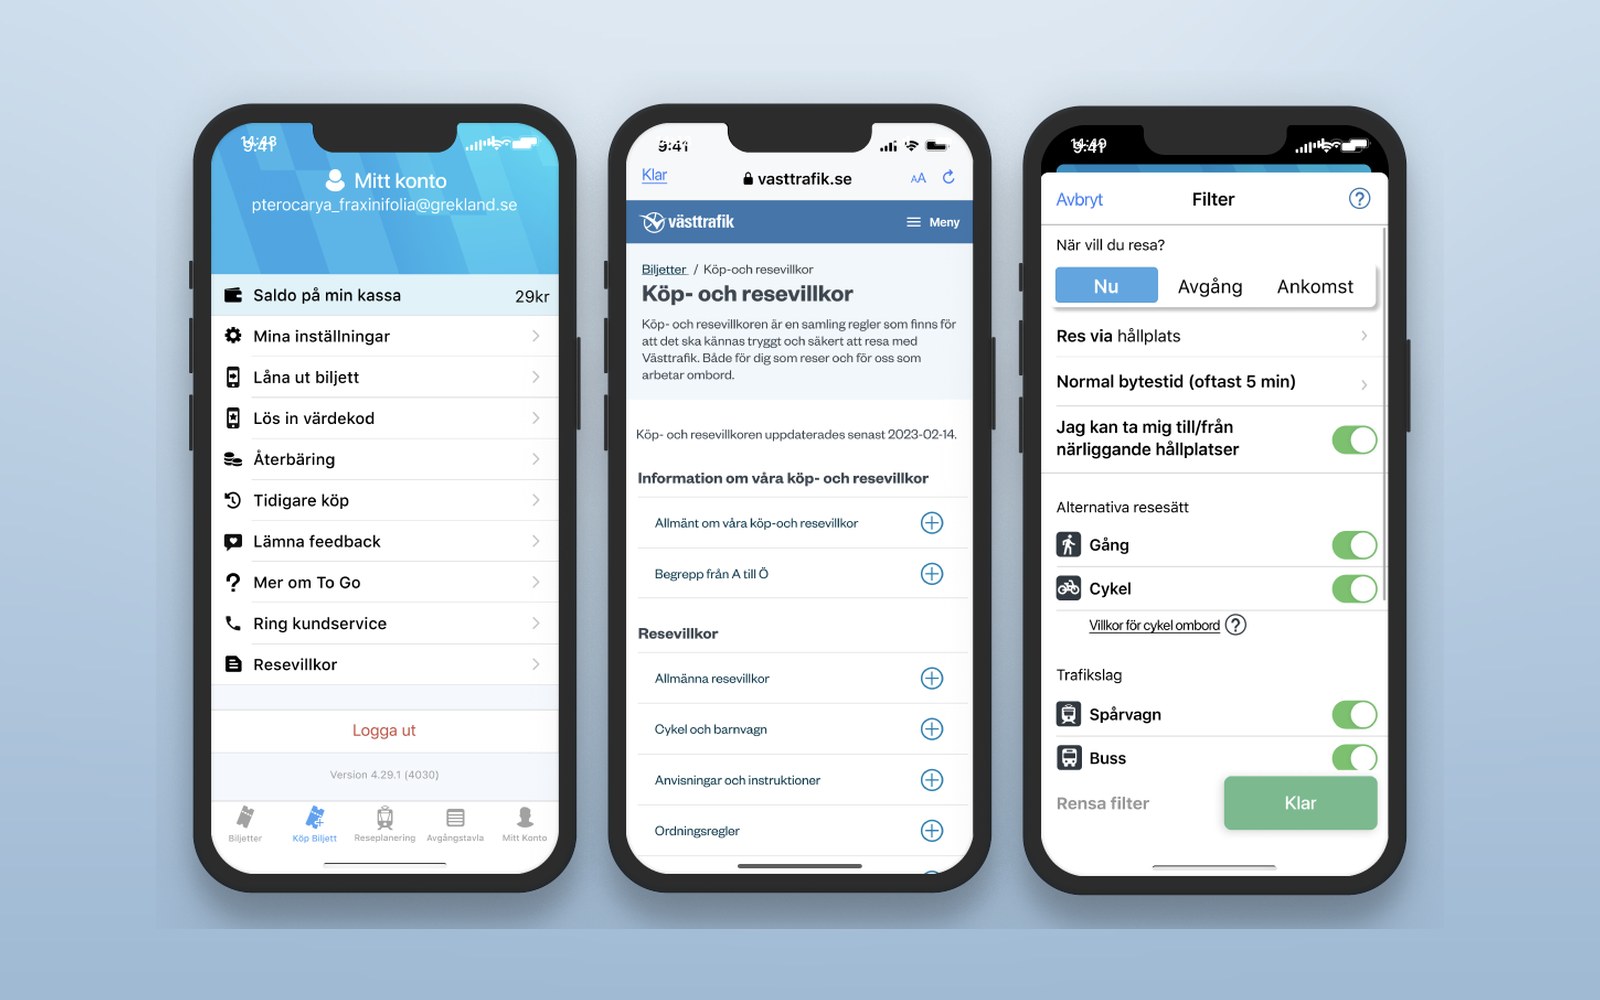 Mitt konto
pterocarya_fraxinifolia@grekland.se
Saldo på min kassa 29kr
Mina inställningar
Låna ut biljett
Lös in värdekod
Återbäring
Tidigare köp
Lämna feedback
Mer om To Go
Ring kundservice
Resevillkor
Logga ut
Version 4.29.1 (4030)
Biljetter Köp Biljett Reseplanering Avgångstavla Mitt Konto
9:41
Klar vasttrafik.se AA
västtrafik Meny
Biljetter / Köp-och resevillkor
Köp- och resevillkor
Köp- och resevillkoren är en samling regler som finns för
att det ska kännas tryggt och säkert att resa med
Västtrafik. Både för dig som reser och för oss som
arbetar ombord.
Köp- och resevillkoren uppdaterades senast 2023-02-14.
Information om våra köp- och resevillkor
Allmänt om våra köp-och resevillkor
Begrepp från A till Ö
Resevillkor
Allmänna resevillkor
Cykel och barnvagn
Anvisningar och instruktioner
Ordningsregler
Avbryt Filter ?
När vill du resa?
Nu Avgång Ankomst
Res via hållplats
Normal bytestid (oftast 5 min)
Jag kan ta mig till/från
närliggande hållplatser
Alternativa resesätt
Gång
Cykel
Villkor för cykel ombord ?
Trafikslag
Spårvagn
Buss
Rensa filter Klar